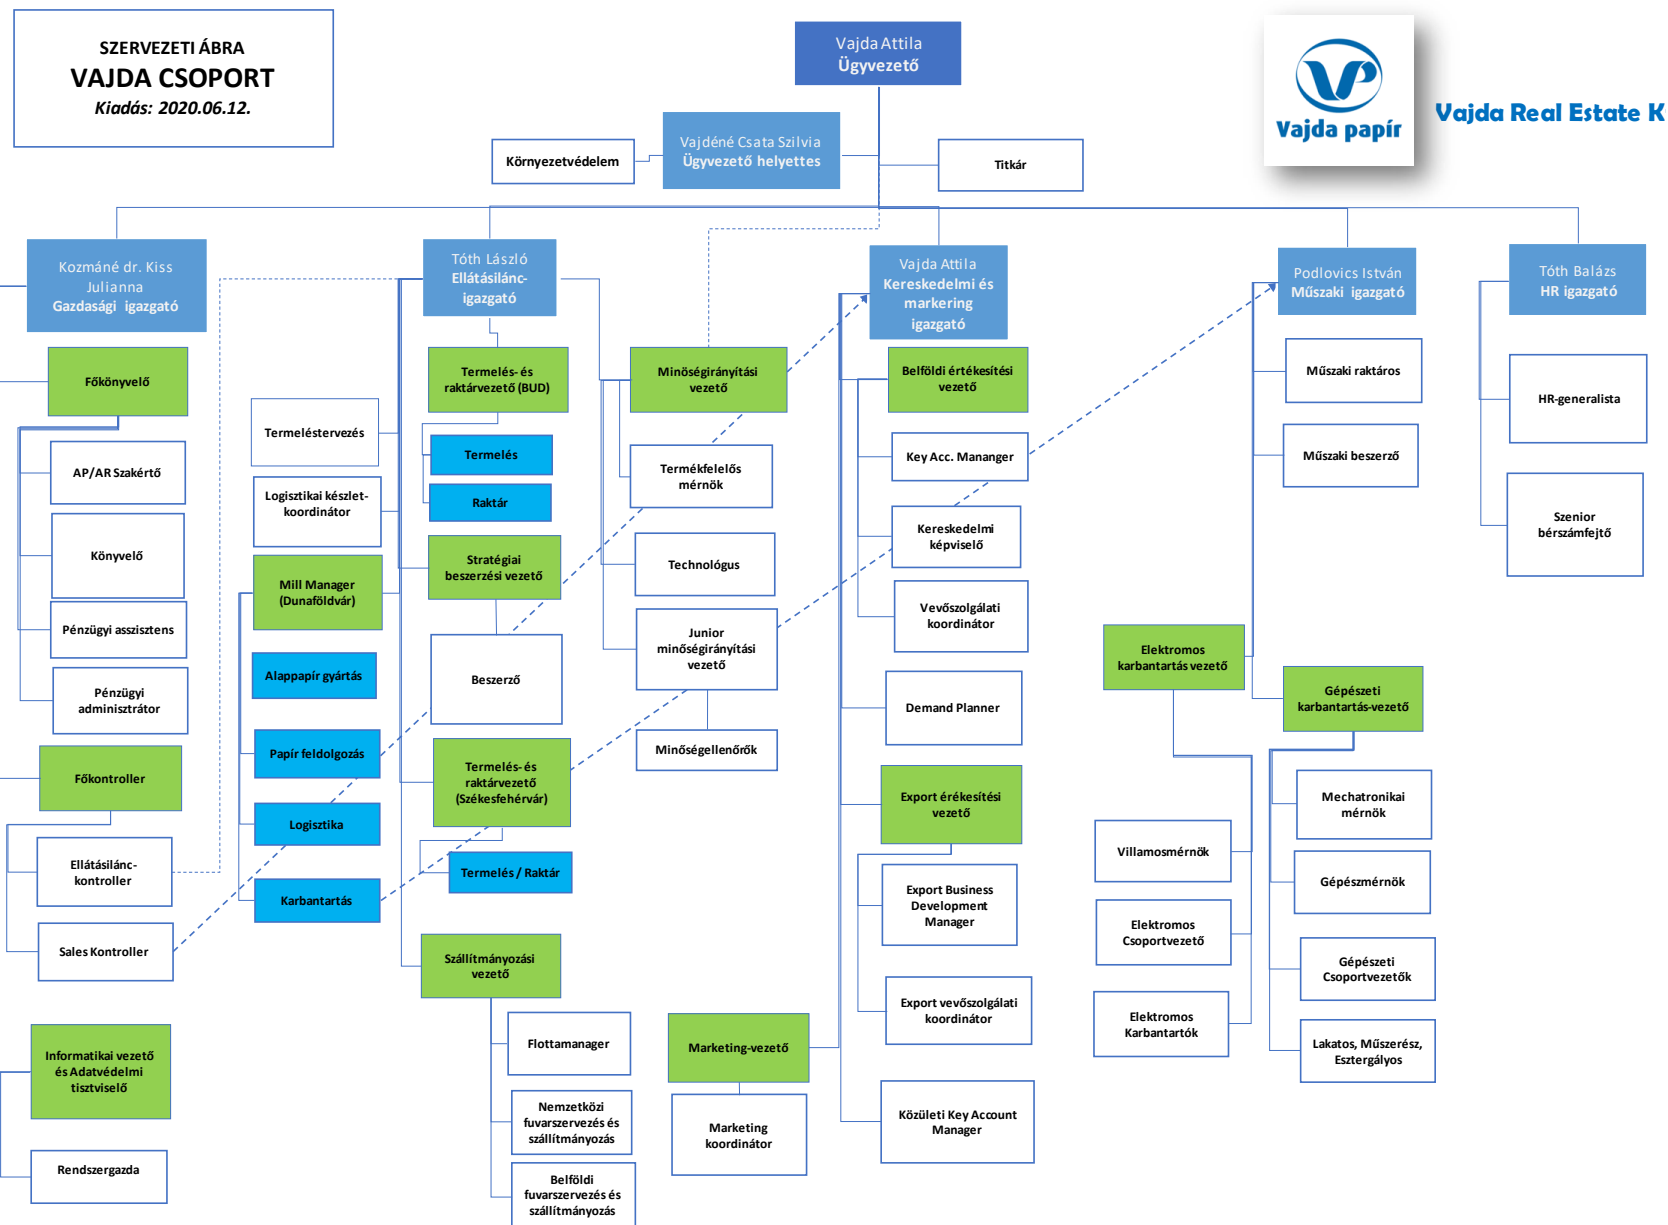 SZERVEZETI ÁBRA
VAJDA CSOPORT
Kiadás: 2020.06.12.
Vajda Attila
Ügyvezető
Vajda papír
Vajda Real Estate K
Vajdéné Csata Szilvia
Ügyvezető helyettes
Környezetvédelem
Titkár
Kozmáné dr. Kiss
Julianna
Gazdasági igazgató
Tóth László
Ellátásilánc-
igazgató
Vajda Attila
Kereskedelmi és
markering
igazgató
Podlovics István
Műszaki igazgató
Tóth Balázs
HR igazgató
Főkönyvelő
AP/AR Szakértő
Könyvelő
Pénzügyi asszisztens
Pénzügyi
adminisztrátor
Főkontroller
Ellátásilánc-
kontroller
Sales Kontroller
Informatikai vezető
és Adatvédelmi
tisztviselő
Rendszergazda
Termeléstervezés
Logisztikai készlet-
koordinátor
Mill Manager
(Dunaföldvár)
Alappapír gyártás
Papír feldolgozás
Logisztika
Karbantartás
Termelés- és
raktárvezető (BUD)
Termelés
Raktár
Stratégiai
beszerzési vezető
Beszerző
Termelés- és
raktárvezető
(Székesfehérvár)
Termelés / Raktár
Szállítmányozási
vezető
Flottamanager
Nemzetközi
fuvarszervezés és
szállítmányozás
Belföldi
fuvarszervezés és
szállítmányozás
Minöségirányítási
vezető
Termékfelelős
mérnök
Technológus
Junior
minőségirányítási
vezető
Minőségellenőrök
Belföldi értékesítési
vezető
Key Acc. Mananger
Kereskedelmi
képviselő
Vevőszolgálati
koordinátor
Demand Planner
Export érékesítési
vezető
Export Business
Development
Manager
Export vevőszolgálati
koordinátor
Marketing-vezető
Marketing
koordinátor
Közületi Key Account
Manager
Műszaki raktáros
Műszaki beszerző
Elektromos
karbantartás vezető
Villamosmérnök
Elektromos
Csoportvezető
Elektromos
Karbantartók
Gépészeti
karbantartás-vezető
Mechatronikai
mérnök
Gépészmérnök
Gépészeti
Csoportvezetők
Lakatos, Műszerész,
Esztergályos
HR-generalista
Szenior
bérszámfejtő